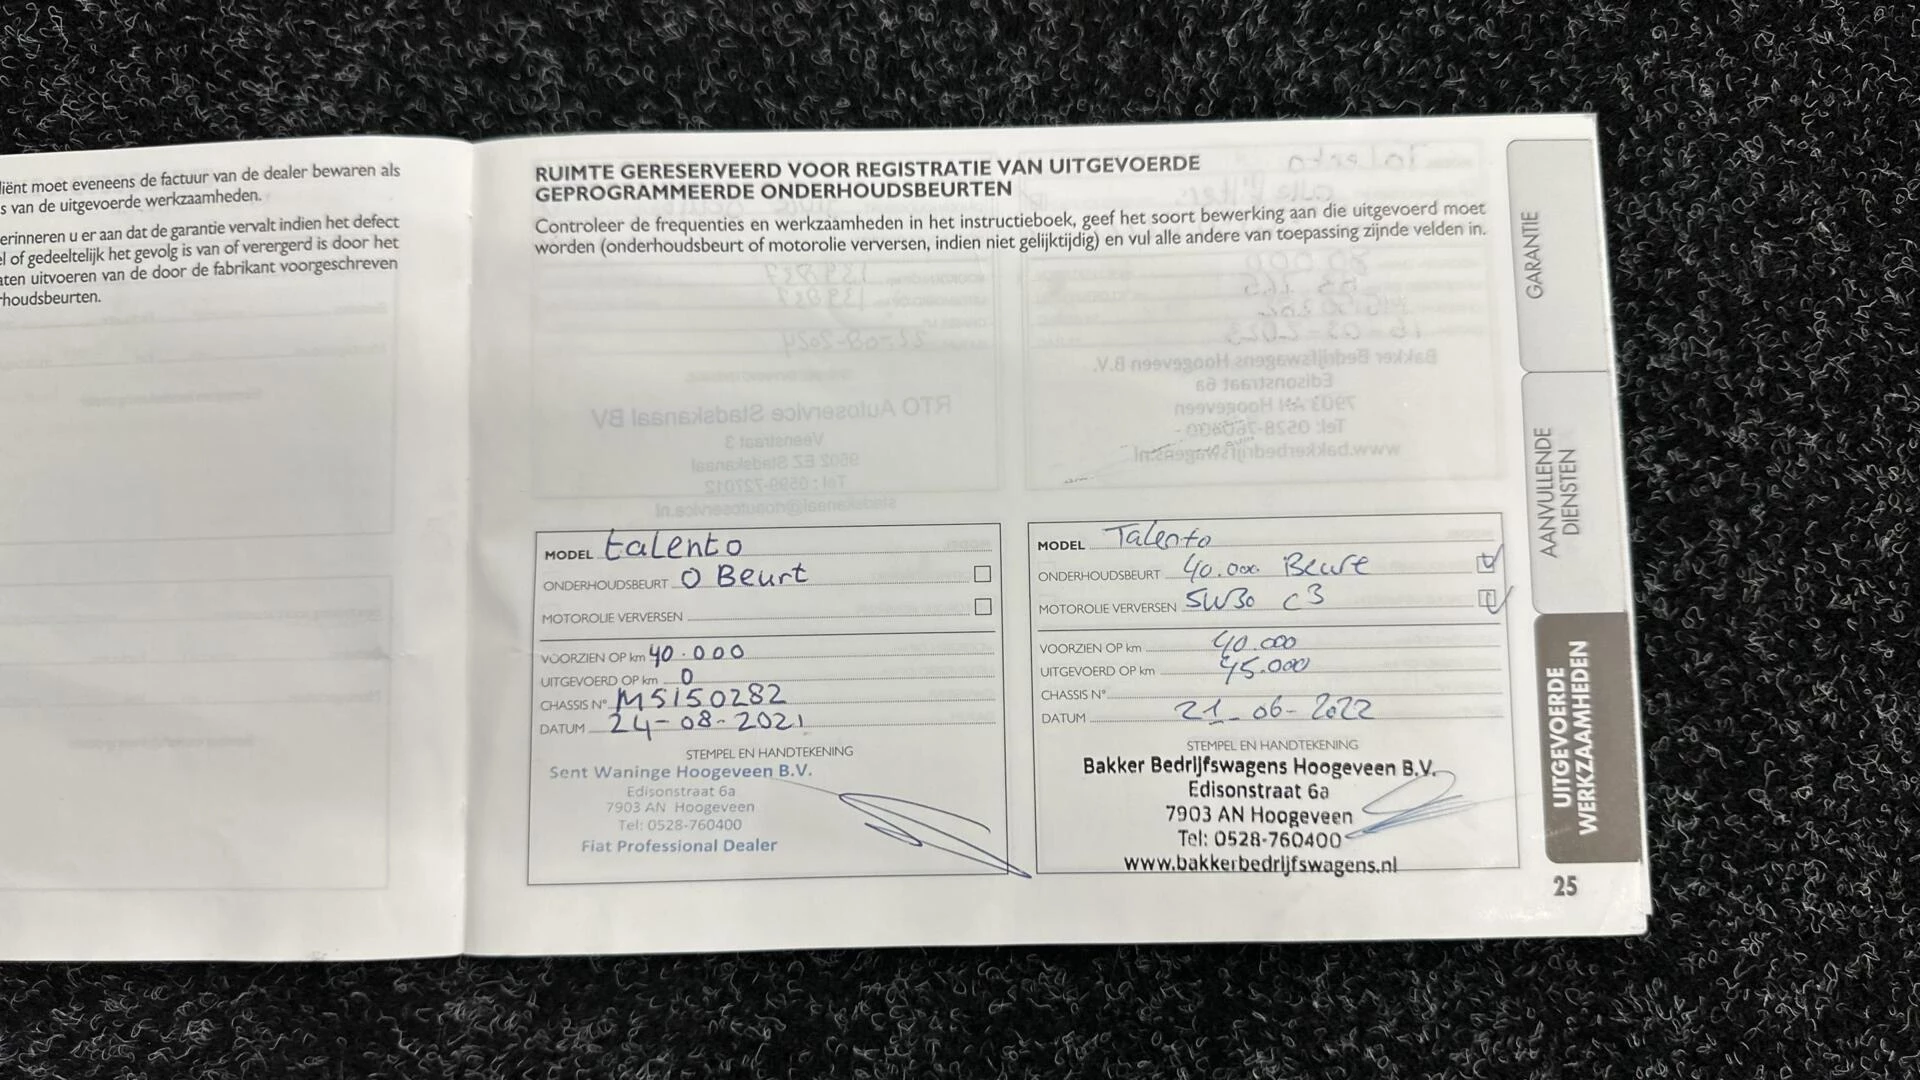 liënt moet eveneens de factuur van de dealer bewaren als
s van de uitgevoerde werkzaamheden.
erinneren u er aan dat de garantie vervalt indien het defect
el of gedeeltelijk het gevolg is van of verergerd is door het
aten uitvoeren van de door de fabrikant voorgeschreven
rhoudsbeurten.
RUIMTE GERESERVEERD VOOR REGISTRATIE VAN UITGEVOERDE
GEPROGRAMMEERDE ONDERHOUDSBEURTEN
Controleer de frequenties en werkzaamheden in het instructieboek, geef het soort bewerking aan die uitgevoerd moet
worden (onderhoudsbeurt of motorolie verversen, indien niet gelijktijdig) en vul alle andere van toepassing zijnde velden in.
MODEL talento
ONDERHOUDSBEURT 0 Beurt
MOTOROLIE VERVERSEN
VOORZIEN OP km 40.000
UITGEVOERD OP km 0
CHASSIS N° MS150282
DATUM 24-08-2021
STEMPEL EN HANDTEKENING
Sent Waninge Hoogeveen B.V.
Edisonstraat 6a
7903 AN Hoogeveen
Tel: 0528-760400
Fiat Professional Dealer
MODEL Talento
ONDERHOUDSBEURT 40.000 Beurt
MOTOROLIE VERVERSEN 5W30 C3
VOORZIEN OP km 40.000
UITGEVOERD OP km 45.000
CHASSIS N°
DATUM 21-06-2022
STEMPEL EN HANDTEKENING
Bakker Bedrijfswagens Hoogeveen B.V.
Edisonstraat 6a
7903 AN Hoogeveen
Tel: 0528-760400
www.bakkerbedrijfswagens.nl
GARANTIE
AANVULLENDE
DIENSTEN
UITGEVOERDE
WERKZAAMHEDEN
25